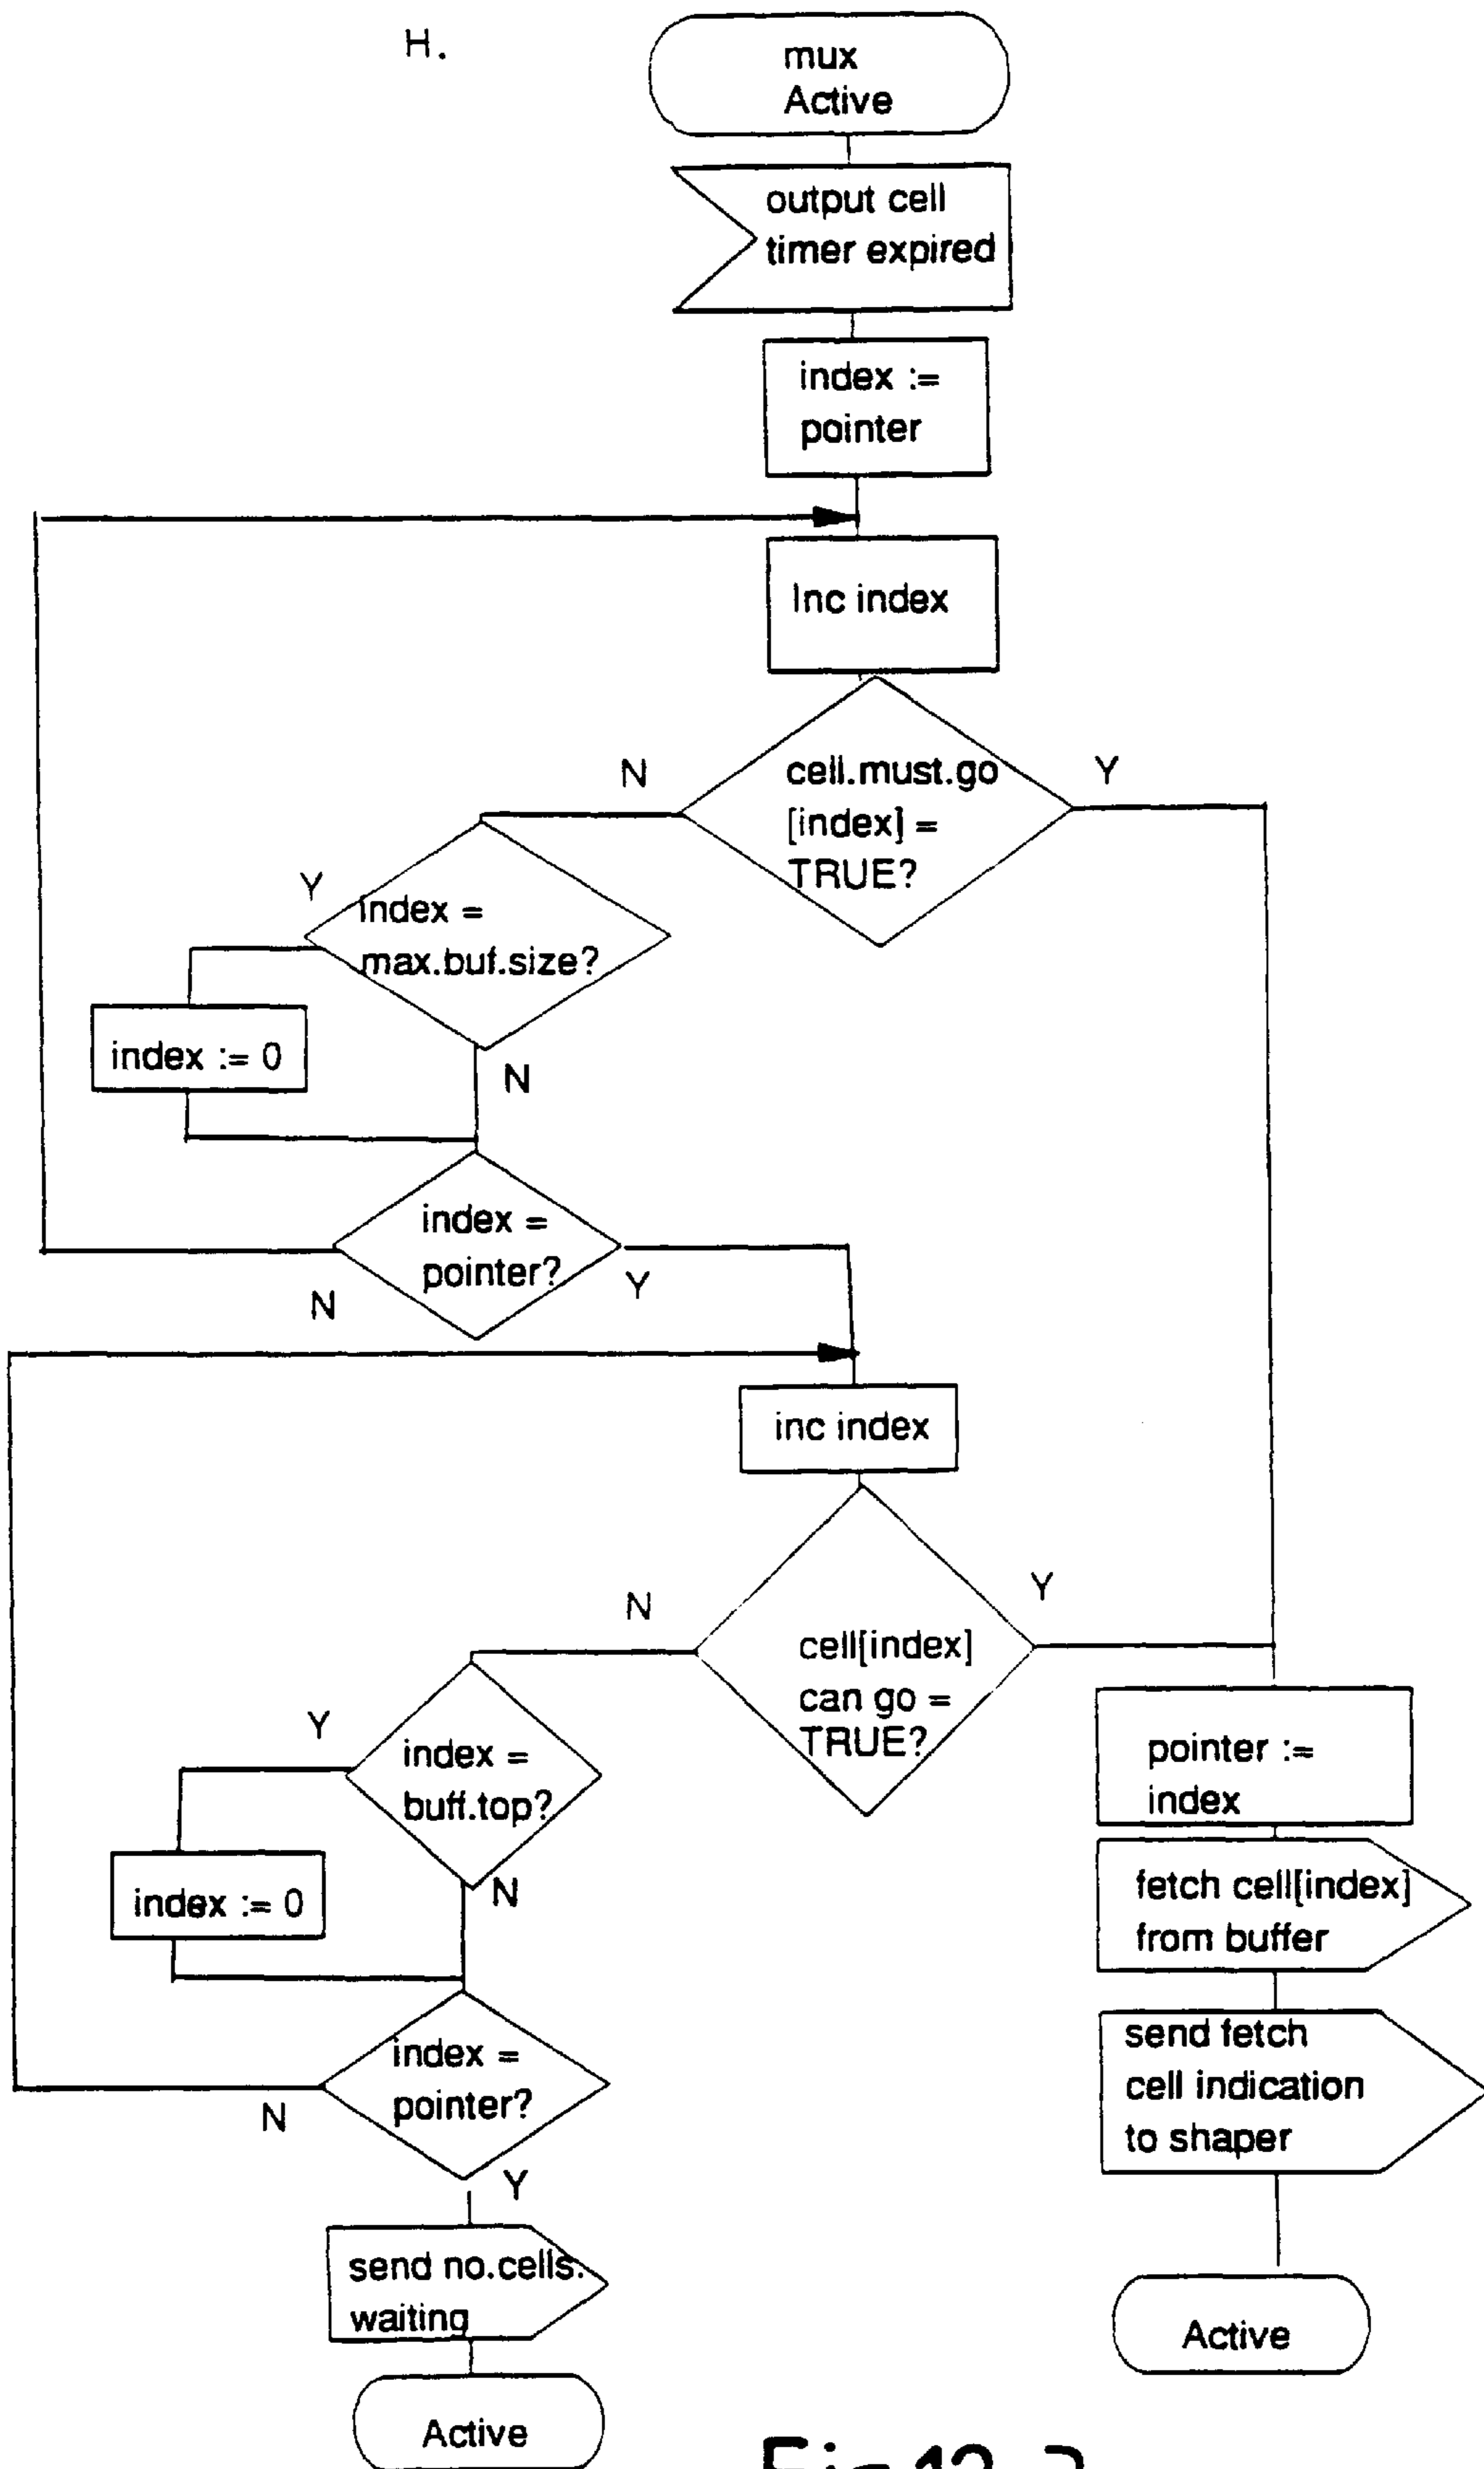 H.
mux
Active
output cell
timer expired
index :=
pointer
Inc index
cell.must.go
[index] =
TRUE?
N
Y
index =
max.buf.size?
Y
N
index := 0
index =
pointer?
N
Y
inc index
cell[index]
can go =
TRUE?
N
Y
index =
buff.top?
Y
N
index := 0
index =
pointer?
N
Y
send no.cells.
waiting
Active
pointer :=
index
fetch cell[index]
from buffer
send fetch
cell indication
to shaper
Active